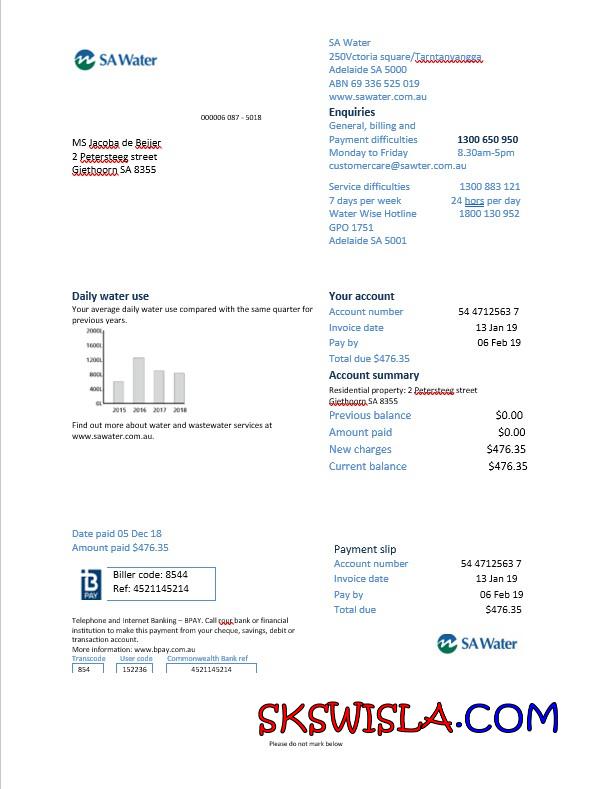 SA Water
SA Water
250Vctoria square/Tarntanyangga
Adelaide SA 5000
ABN 69 336 525 019
www.sawater.com.au
Enquiries
General, billing and
Payment difficulties 1300 650 950
Monday to Friday 8.30am-5pm
customercare@sawter.com.au
Service difficulties 1300 883 121
7 days per week 24 hors per day
Water Wise Hotline 1800 130 952
GPO 1751
Adelaide SA 5001
000006 087 - 5018
MS Jacoba de Beijer
2 Petersteeg street
Giethoorn SA 8355
Daily water use
Your average daily water use compared with the same quarter for
previous years.
2000L
1600L
1200L
800L
400L
0L
2015 2016 2017 2018
Find out more about water and wastewater services at
www.sawater.com.au.
Your account
Account number 54 4712563 7
Invoice date 13 Jan 19
Pay by 06 Feb 19
Total due $476.35
Account summary
Residential property: 2 Petersteeg street
Giethoorn SA 8355
Previous balance $0.00
Amount paid $0.00
New charges $476.35
Current balance $476.35
Date paid 05 Dec 18
Amount paid $476.35
B
PAY
Biller code: 8544
Ref: 4521145214
Telephone and Internet Banking – BPAY. Call your bank or financial
institution to make this payment from your cheque, savings, debit or
transaction account.
More information: www.bpay.com.au
Transcode User code Commonwealth Bank ref
854 152236 4521145214
Payment slip
Account number 54 4712563 7
Invoice date 13 Jan 19
Pay by 06 Feb 19
Total due $476.35
SA Water
SKSWISLA.COM
Please do not mark below